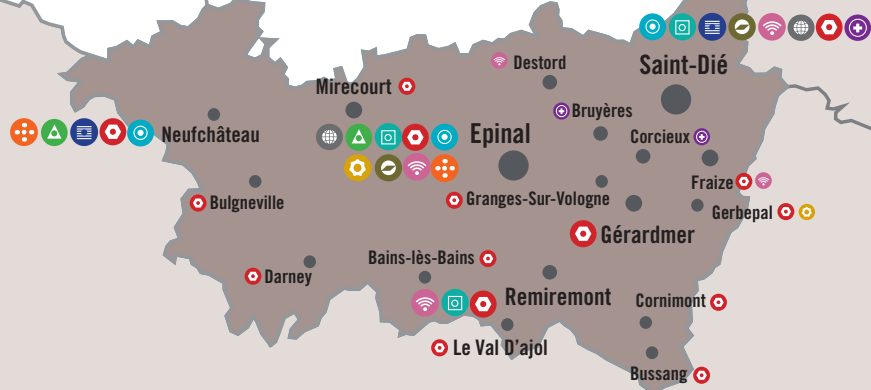 Destord
Saint-Dié
Mirecourt
Bruyères
Neufchâteau
Epinal
Corcieux
Fraize
Bulgneville
Granges-Sur-Vologne
Gerbepal
Gérardmer
Bains-lès-Bains
Darney
Remiremont
Cornimont
Le Val D'ajol
Bussang